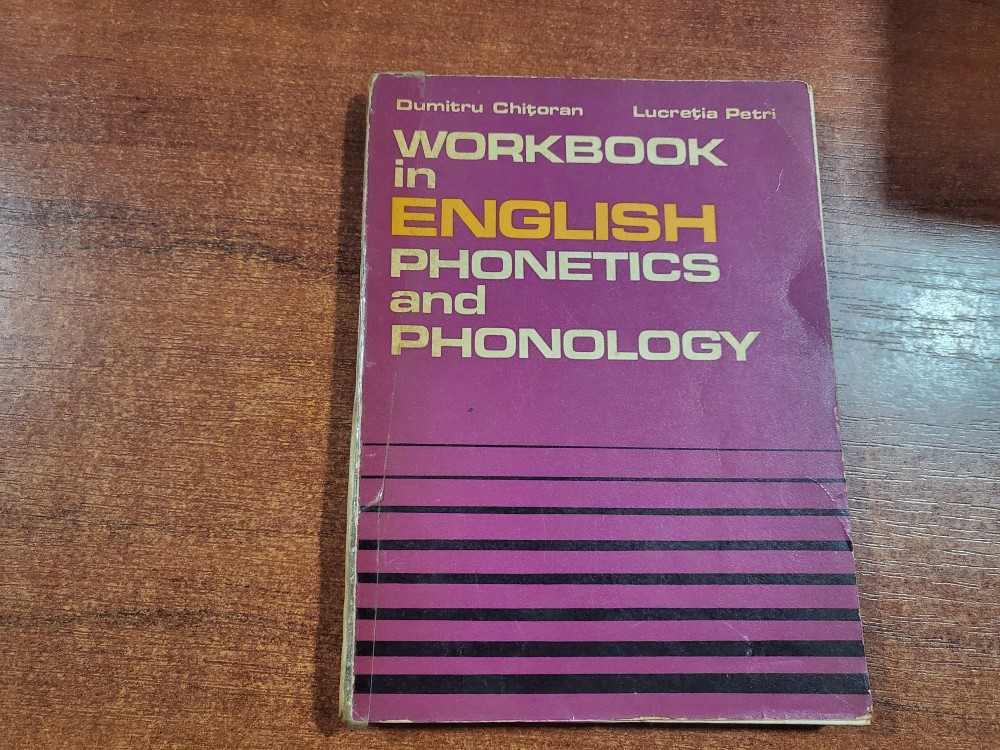 Dumitru Chiţoran Lucreţia Petri
WORKBOOK
in
ENGLISH
PHONETICS
and
PHONOLOGY